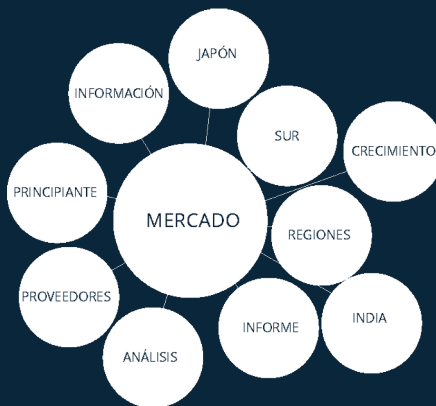 JAPÓN
INFORMACIÓN
SUR
CRECIMIENTO
PRINCIPIANTE
MERCADO
REGIONES
PROVEEDORES
INFORME
INDIA
ANÁLISIS